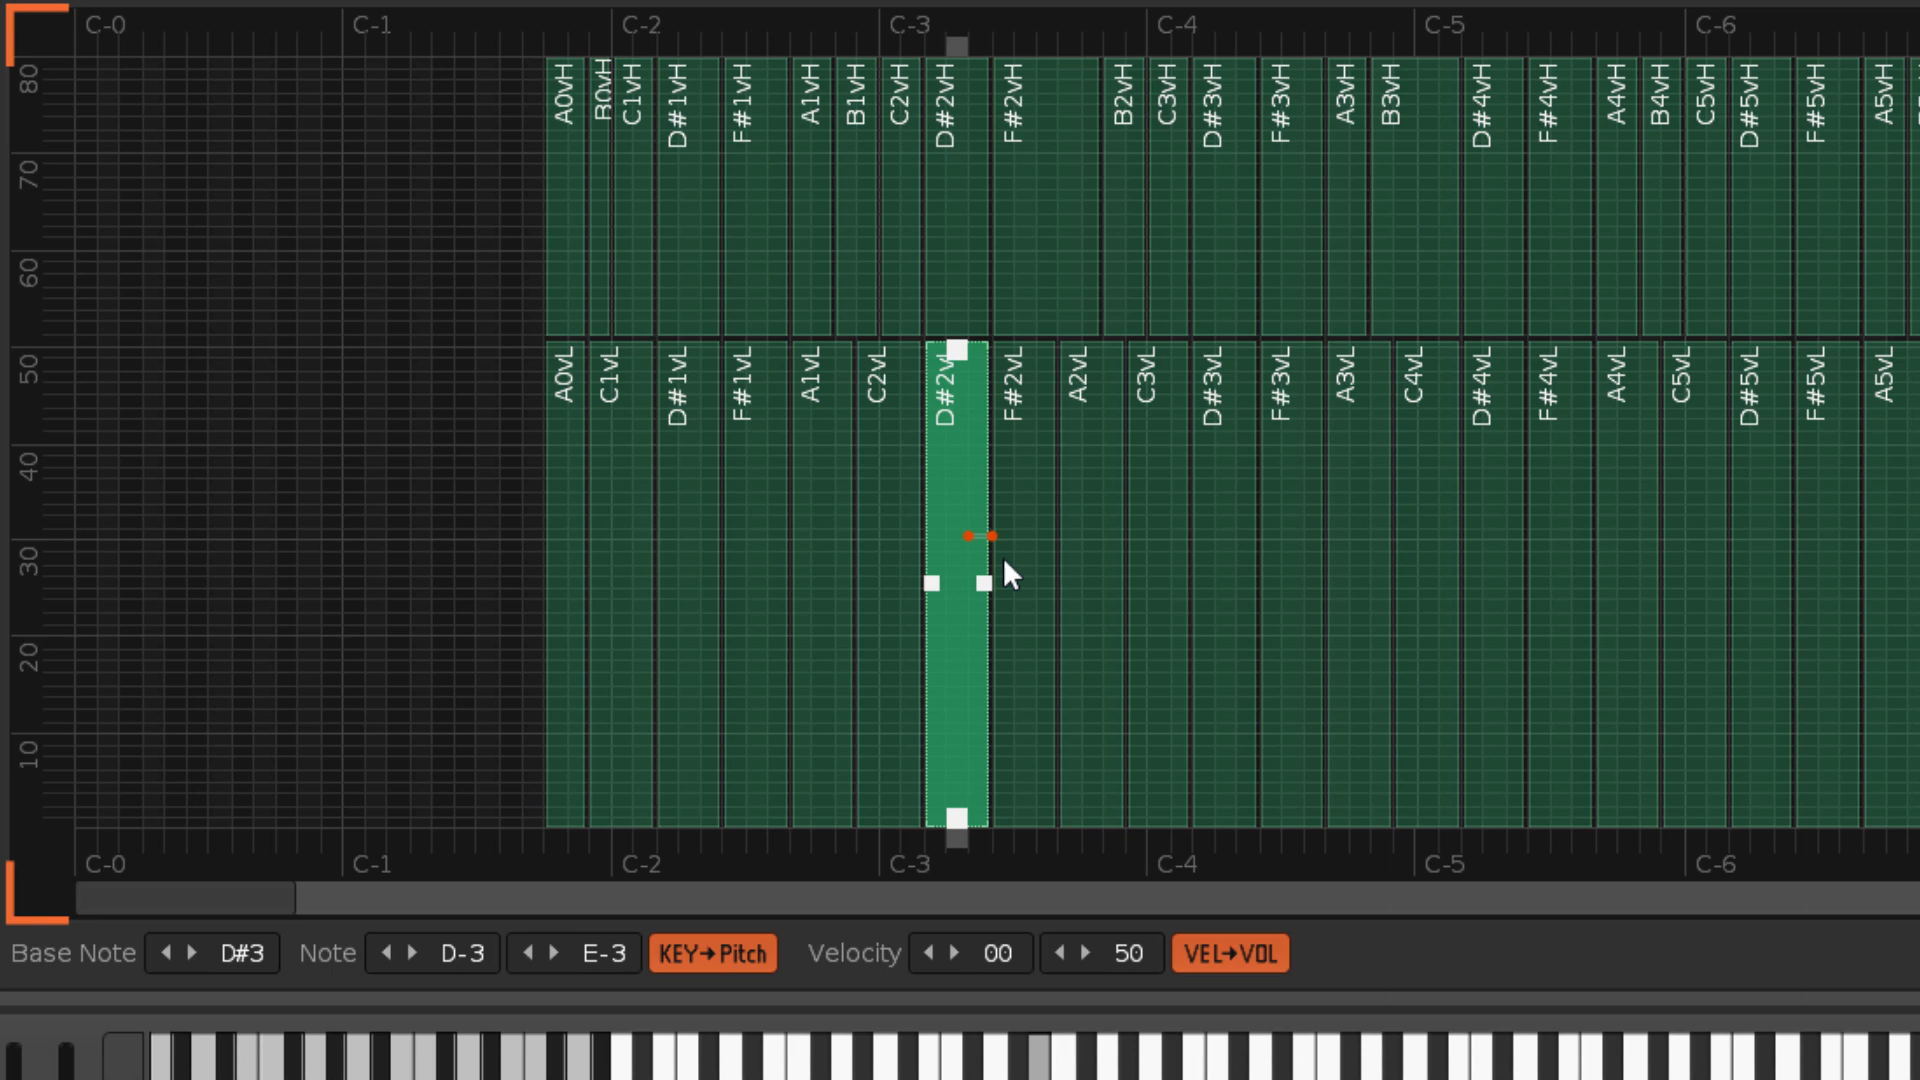 C-0 C-1 C-2 C-3 C-4 C-5 C-6
80
70
60
50
40
30
20
10
A0vH B0vH C1vH D#1vH F#1vH A1vH B1vH C2vH D#2vH F#2vH B2vH C3vH D#3vH F#3vH A3vH B3vH D#4vH F#4vH A4vH B4vH C5vH D#5vH F#5vH A5vH
A0vL C1vL D#1vL F#1vL A1vL C2vL D#2vL F#2vL A2vL C3vL D#3vL F#3vL A3vL C4vL D#4vL F#4vL A4vL C5vL D#5vL F#5vL A5vL
C-0 C-1 C-2 C-3 C-4 C-5 C-6
Base Note D#3 Note D-3 E-3 KEY→Pitch Velocity 00 50 VEL→VOL